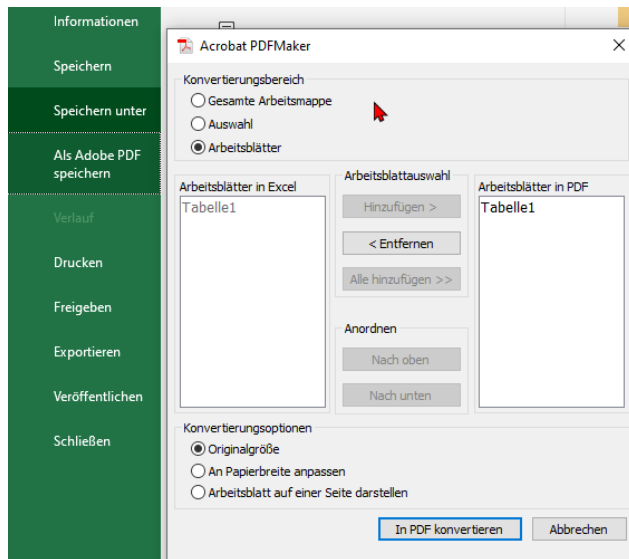 Informationen
Speichern
Speichern unter
Als Adobe PDF
speichern
Verlauf
Drucken
Freigeben
Exportieren
Veröffentlichen
Schließen
Acrobat PDFMaker
Konvertierungsbereich
Gesamte Arbeitsmappe
Auswahl
Arbeitsblätter
Arbeitsblätter in Excel
Tabelle1
Arbeitsblattauswahl
Hinzufügen >
< Entfernen
Alle hinzufügen >>
Anordnen
Nach oben
Nach unten
Arbeitsblätter in PDF
Tabelle1
Konvertierungsoptionen
Originalgröße
An Papierbreite anpassen
Arbeitsblatt auf einer Seite darstellen
In PDF konvertieren
Abbrechen